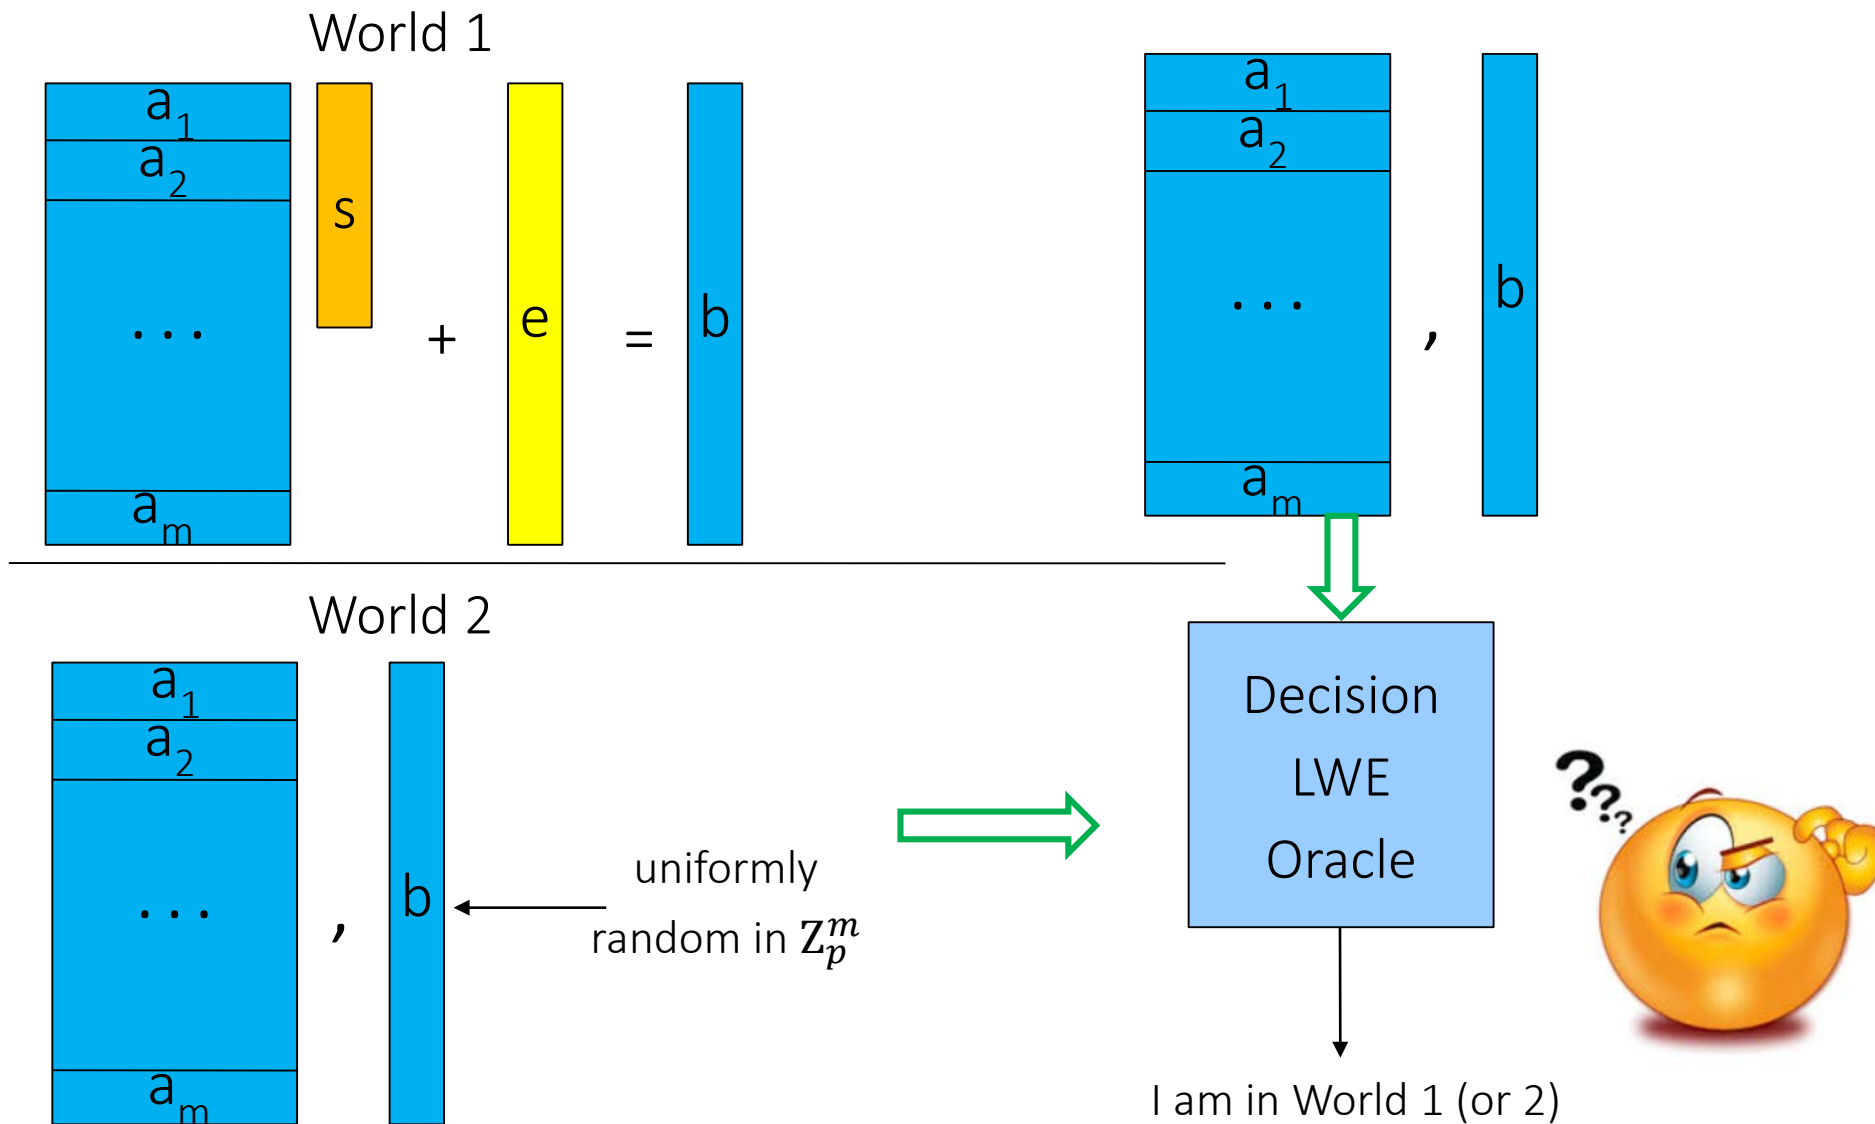 World 1
a₁
a₂
s
...
+
e
=
b
aₘ
a₁
a₂
...
,
b
aₘ
World 2
a₁
a₂
...
,
b
aₘ
uniformly
random in Zₚᵐ
Decision
LWE
Oracle
???
I am in World 1 (or 2)